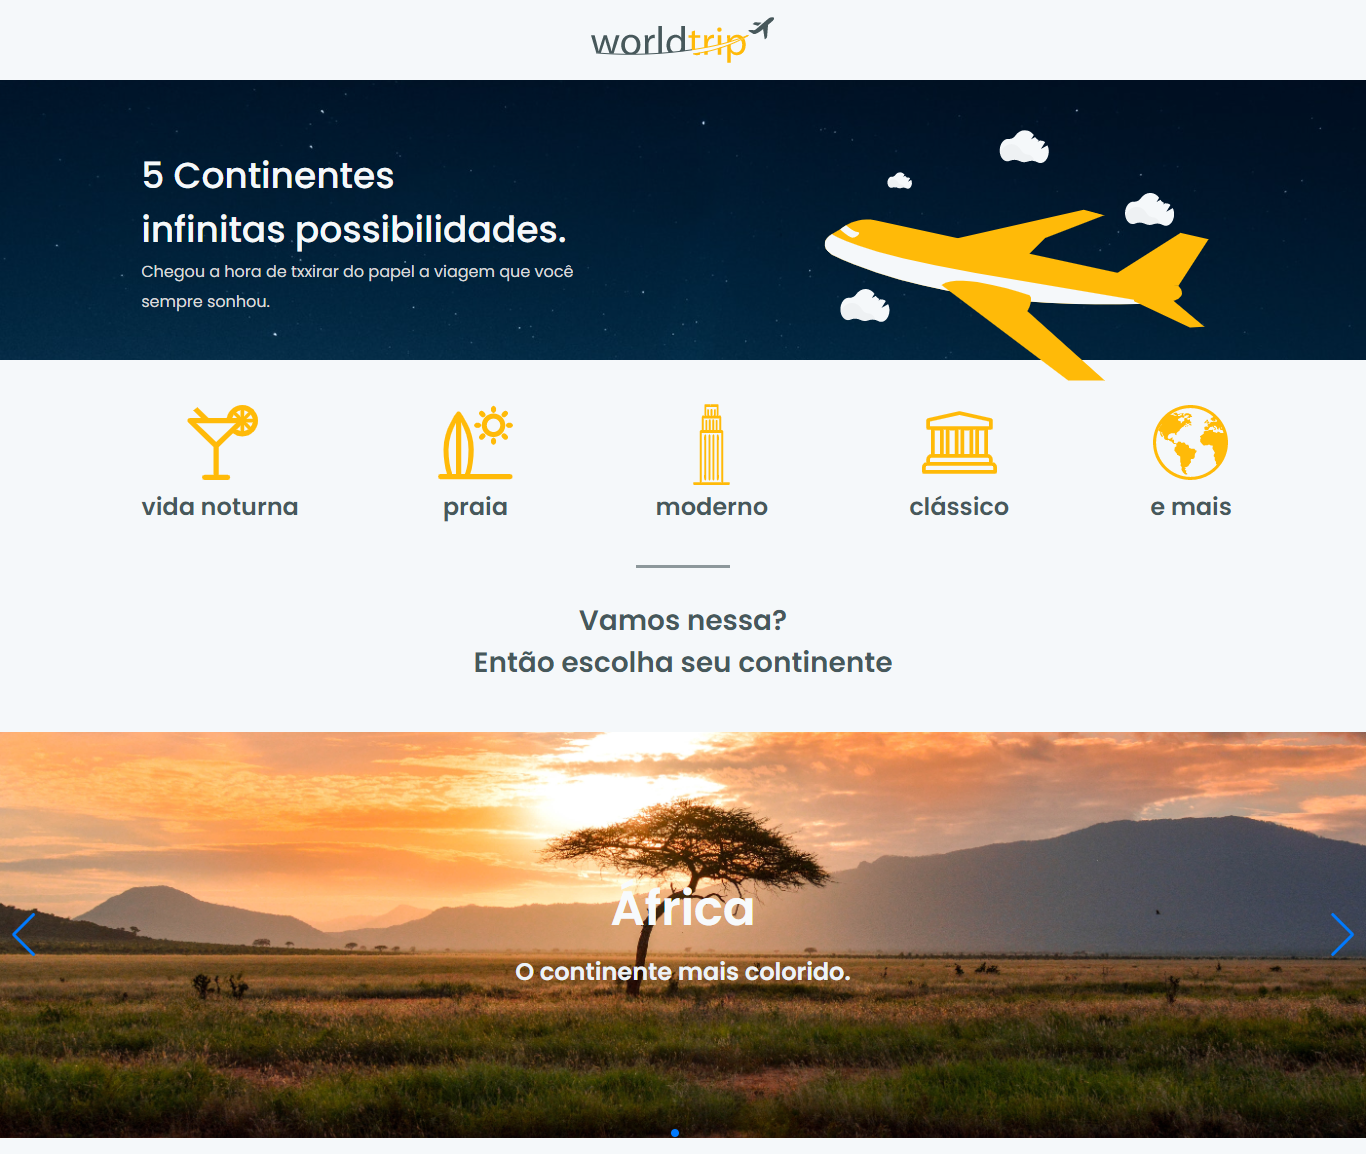 worldtrip
5 Continentes
infinitas possibilidades.
Chegou a hora de txxirar do papel a viagem que você
sempre sonhou.
vida noturna
praia
moderno
clássico
e mais
Vamos nessa?
Então escolha seu continente
África
O continente mais colorido.